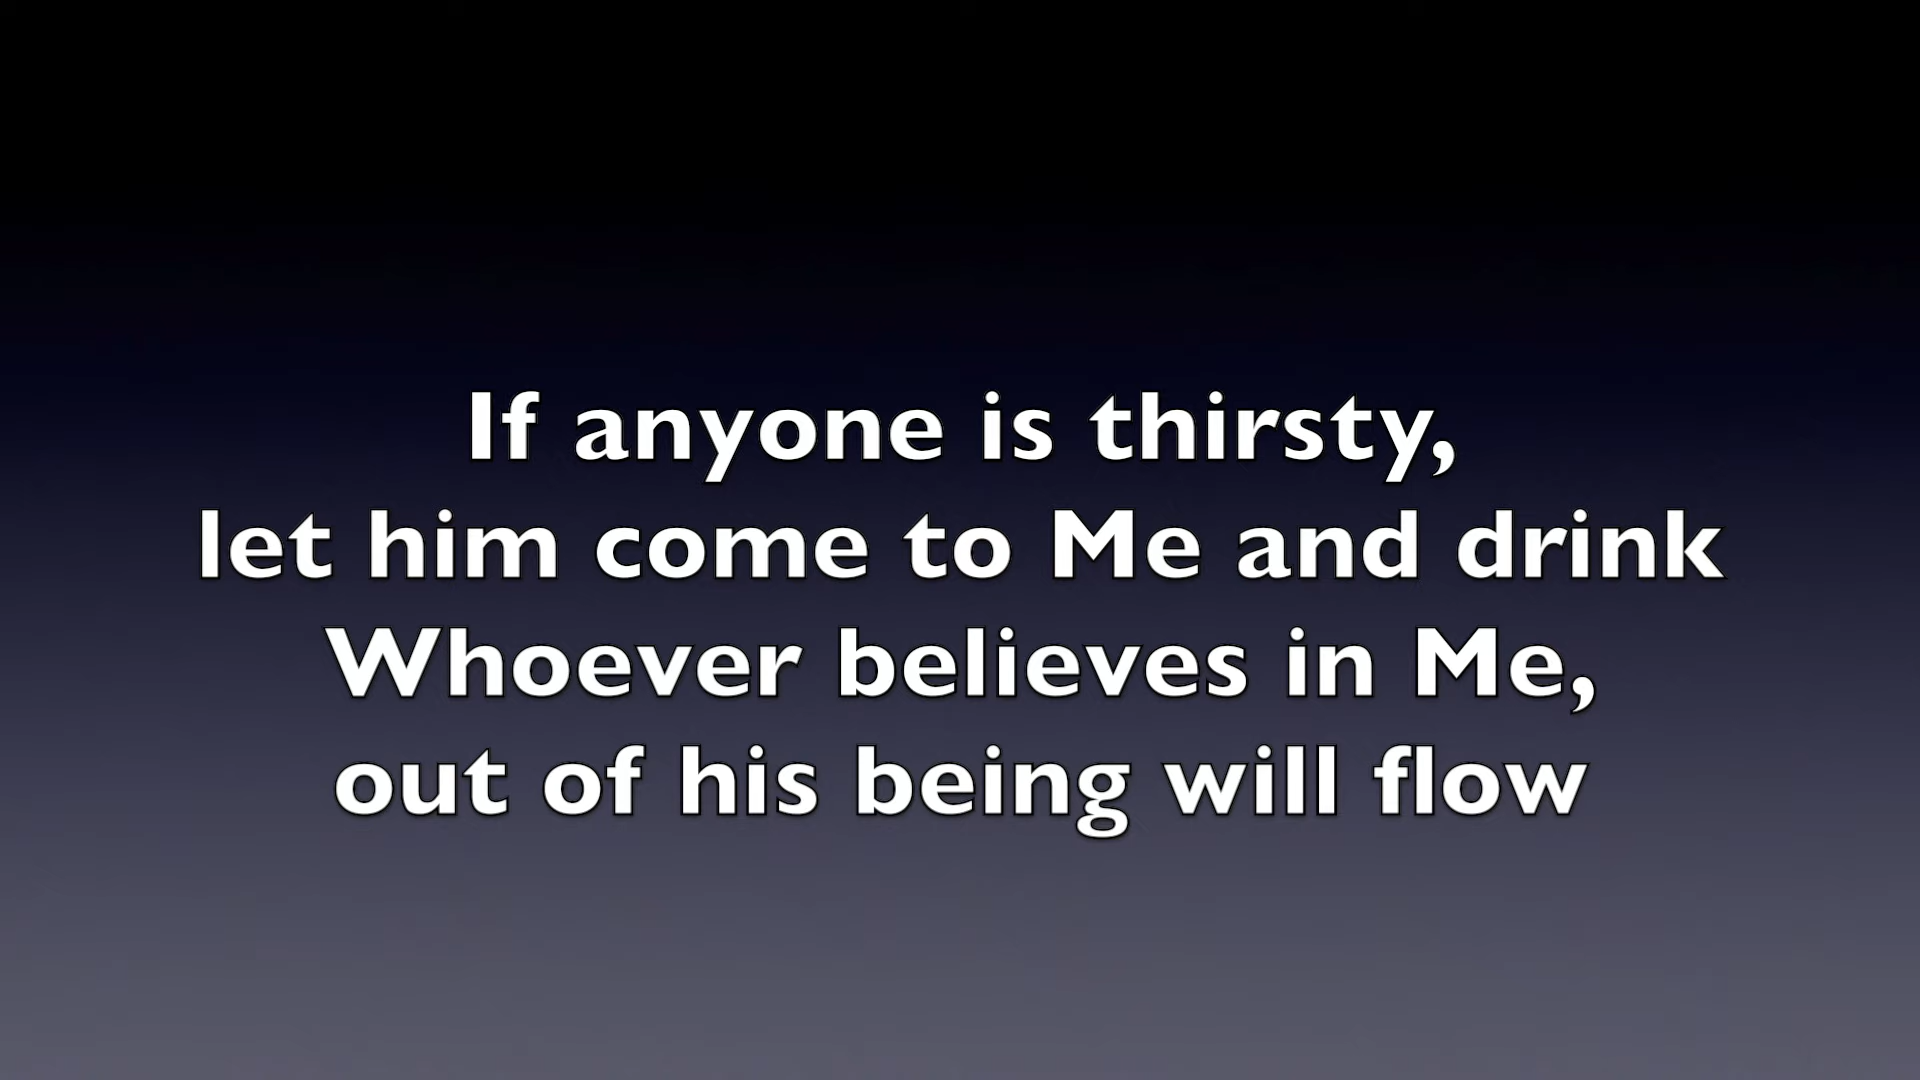 If anyone is thirsty,
let him come to Me and drink
Whoever believes in Me,
out of his being will flow